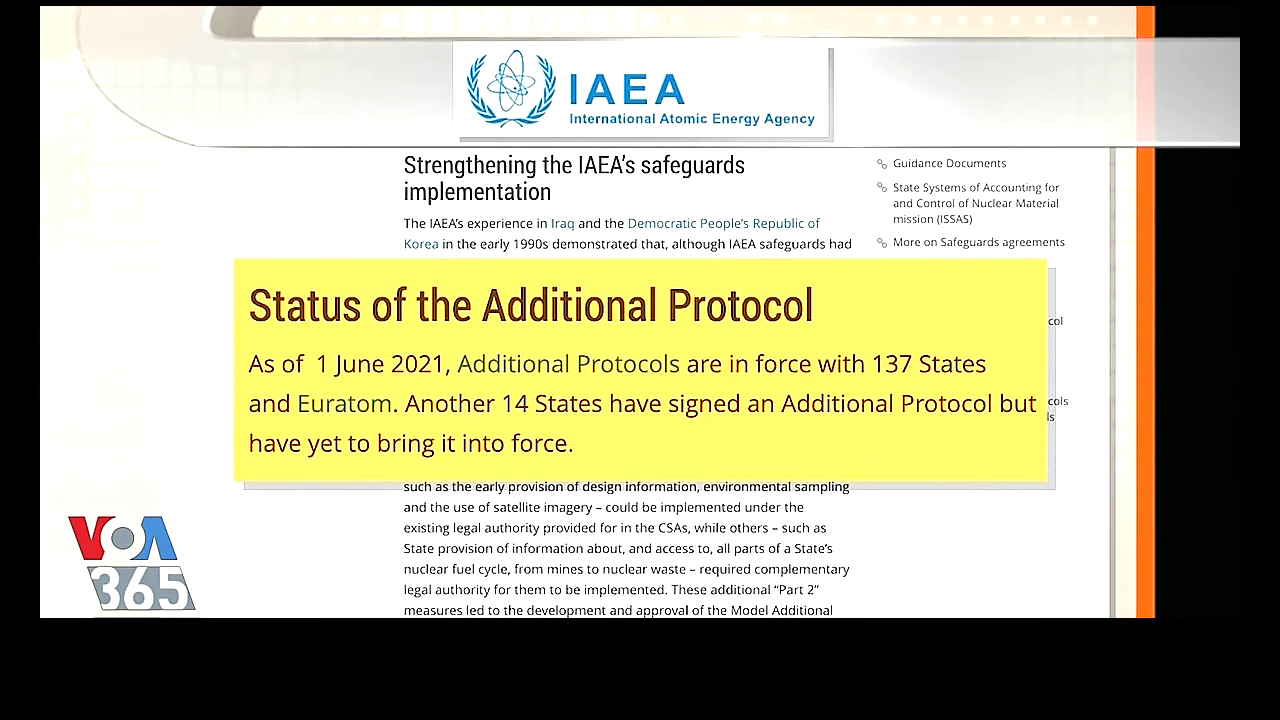 IAEA
International Atomic Energy Agency
Strengthening the IAEA's safeguards
implementation
The IAEA's experience in Iraq and the Democratic People's Republic of
Korea in the early 1990s demonstrated that, although IAEA safeguards had
Guidance Documents
State Systems of Accounting for
and Control of Nuclear Material
mission (ISSAS)
More on Safeguards agreements
Status of the Additional Protocol
As of 1 June 2021, Additional Protocols are in force with 137 States
and Euratom. Another 14 States have signed an Additional Protocol but
have yet to bring it into force.
such as the early provision of design information, environmental sampling
and the use of satellite imagery – could be implemented under the
existing legal authority provided for in the CSAs, while others – such as
State provision of information about, and access to, all parts of a State's
nuclear fuel cycle, from mines to nuclear waste – required complementary
legal authority for them to be implemented. These additional “Part 2”
measures led to the development and approval of the Model Additional
VOA
365